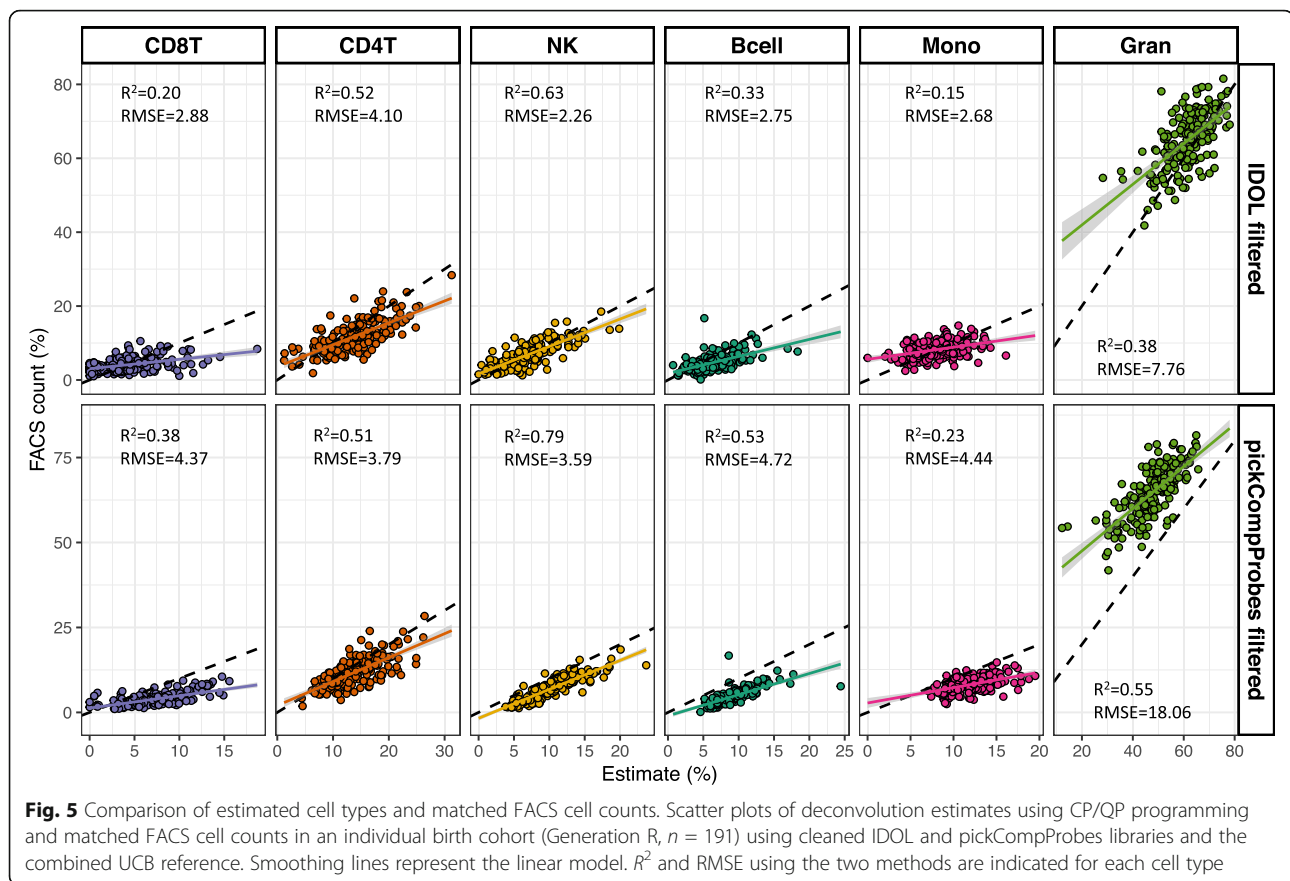 CD8T CD4T NK Bcell Mono Gran
FACS count (%)
80
60
40
20
0
R²=0.20
RMSE=2.88
R²=0.52
RMSE=4.10
R²=0.63
RMSE=2.26
R²=0.33
RMSE=2.75
R²=0.15
RMSE=2.68
R²=0.38
RMSE=7.76
IDOL filtered
75
50
25
0
R²=0.38
RMSE=4.37
R²=0.51
RMSE=3.79
R²=0.79
RMSE=3.59
R²=0.53
RMSE=4.72
R²=0.23
RMSE=4.44
R²=0.55
RMSE=18.06
pickCompProbes filtered
0 5 10 15 0 10 20 30 0 5 10 15 20 0 5 10 15 20 25 0 5 10 15 20 20 40 60 80
Estimate (%)
Fig. 5 Comparison of estimated cell types and matched FACS cell counts. Scatter plots of deconvolution estimates using CP/QP programming
and matched FACS cell counts in an individual birth cohort (Generation R, n = 191) using cleaned IDOL and pickCompProbes libraries and the
combined UCB reference. Smoothing lines represent the linear model. R² and RMSE using the two methods are indicated for each cell type